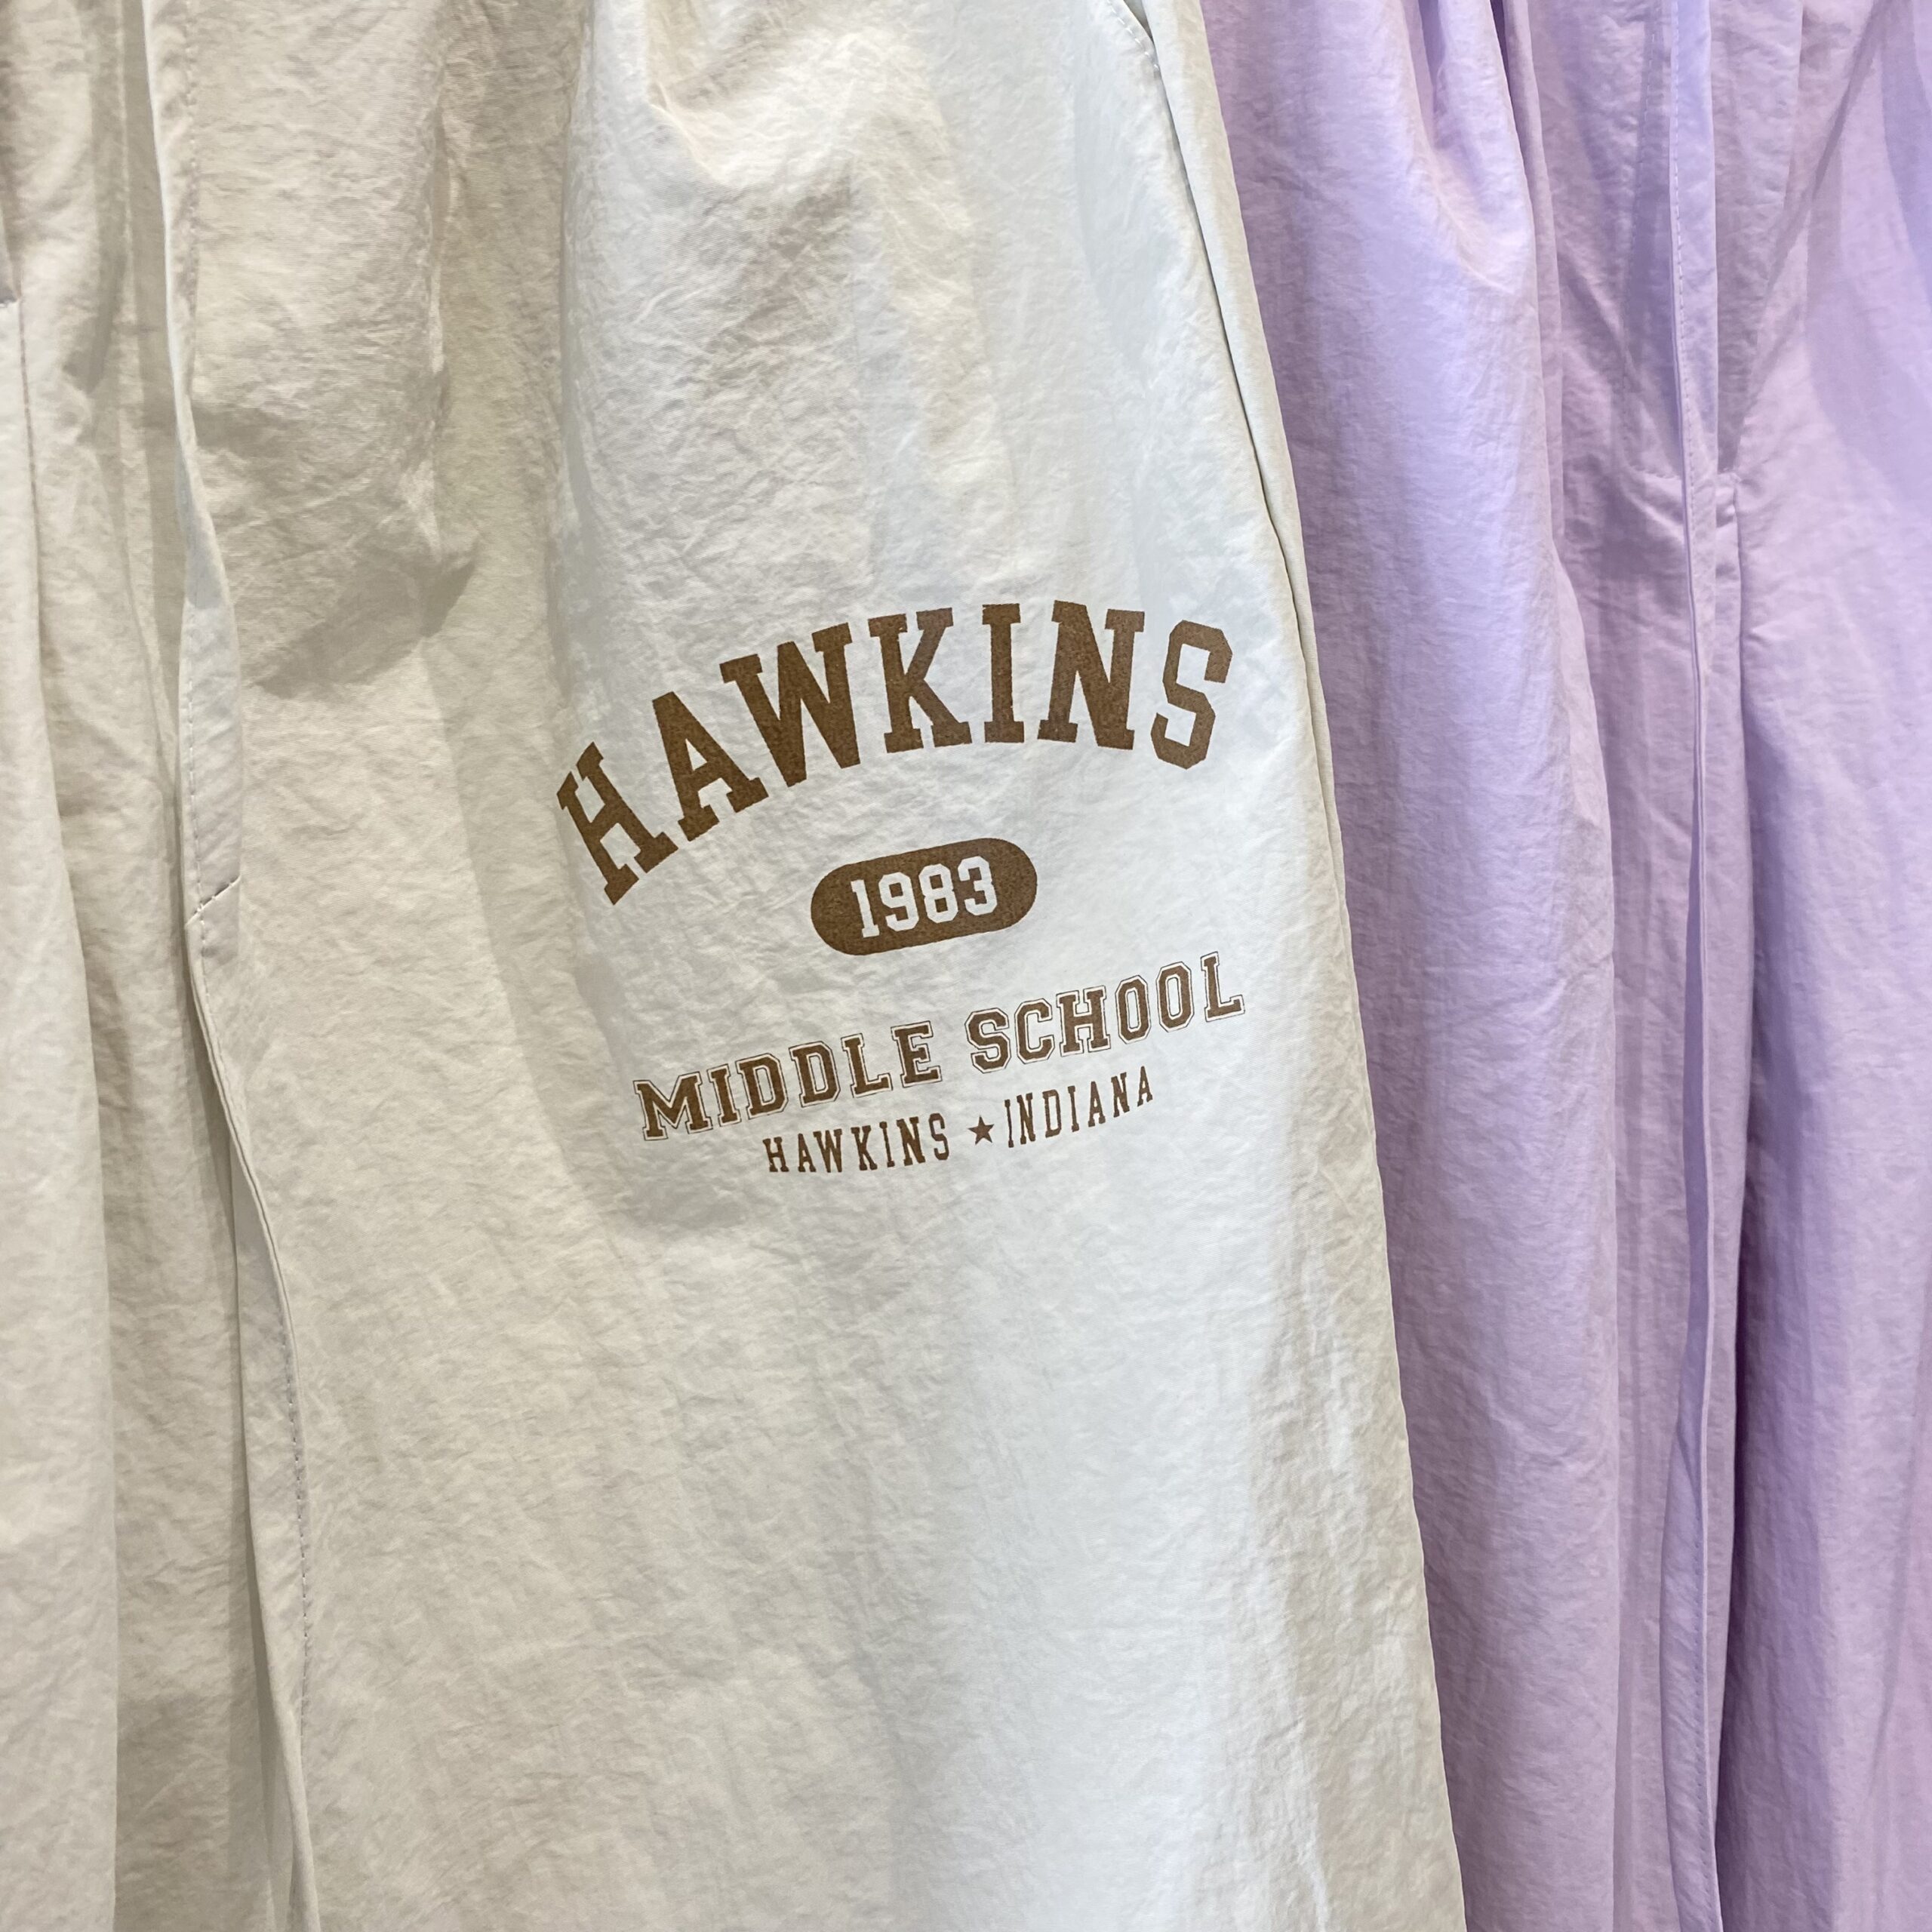 HAWKINS
1983
MIDDLE SCHOOL
HAWKINS ★ INDIANA